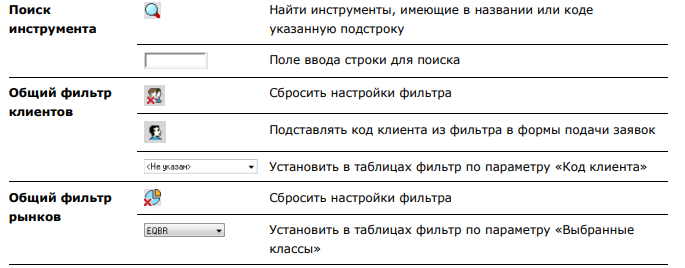 Поиск
инструмента
Найти инструменты, имеющие в названии или коде
указанную подстроку
Поле ввода строки для поиска
Общий фильтр
клиентов
Сбросить настройки фильтра
Подставлять код клиента из фильтра в формы подачи заявок
<Не указан>
Установить в таблицах фильтр по параметру «Код клиента»
Общий фильтр
рынков
Сбросить настройки фильтра
EQBR
Установить в таблицах фильтр по параметру «Выбранные
классы»